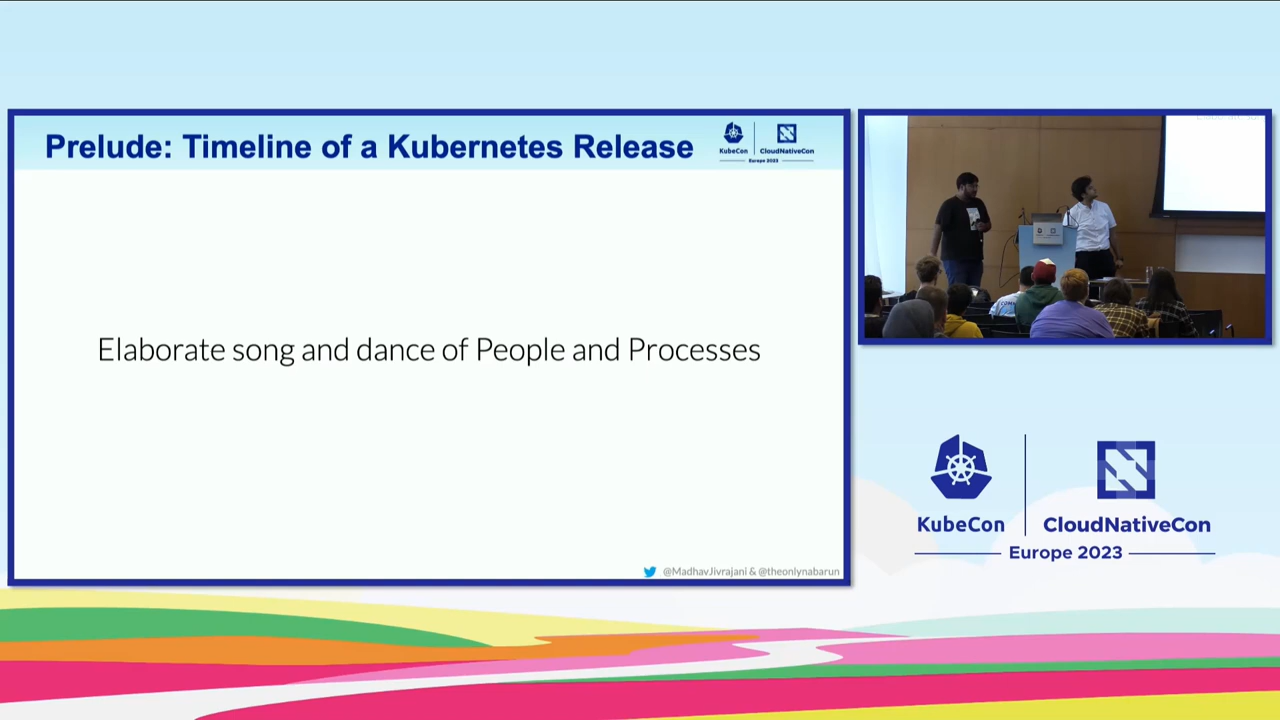 Prelude: Timeline of a Kubernetes Release
KubeCon
CloudNativeCon
Europe 2023
Elaborate song and dance of People and Processes
@MadhavJivrajani & @theonlynabarun
KubeCon
CloudNativeCon
Europe 2023